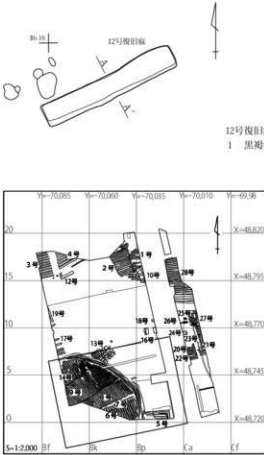 Bi-16
12号復旧痕
A
A'
12号復旧
1 黒褐
Y=-70,085 Y=-70,060 Y=-70,035 Y=-70,010 Y=-69,98
20
X=48,820
3号
4号
12号
1号
2号
10号
28号
15
X=48,795
19号
17号
13号
18号
16号
25号
26号
27号
24号
23号
10
X=48,770
20号
21号
22号
5
X=48,745
6号
5号
0
X=48,720
S=1:2,000 Bf Bk Bp Ca Cf